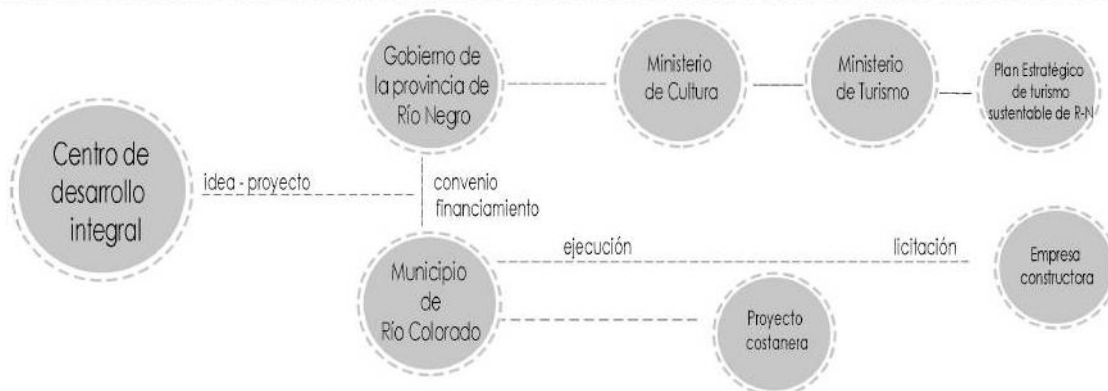 Centro de
desarrollo
integral
idea - proyecto
Gobierno de
la provincia de
Río Negro
convenio
financiamiento
Municipio
de
Río Colorado
Ministerio
de Cultura
Ministerio
de Turismo
Plan Estratégico
de turismo
sustentable de R-N
ejecución
licitación
Empresa
constructora
Proyecto
costanera